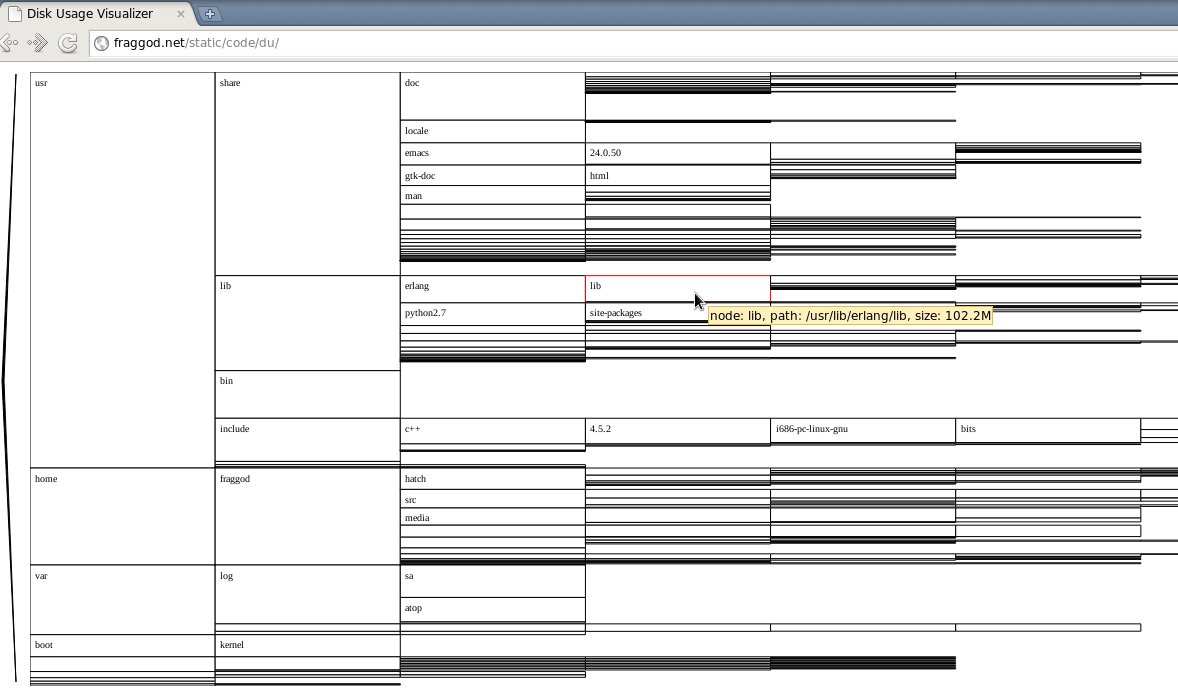 Disk Usage Visualizer
fraggod.net/static/code/du/
usr share doc
locale
emacs 24.0.50
gtk-doc html
man
lib erlang lib
python2.7 site-packages
node: lib, path: /usr/lib/erlang/lib, size: 102.2M
bin
include c++ 4.5.2 i686-pc-linux-gnu bits
home fraggod hatch
src
media
var log sa
atop
boot kernel